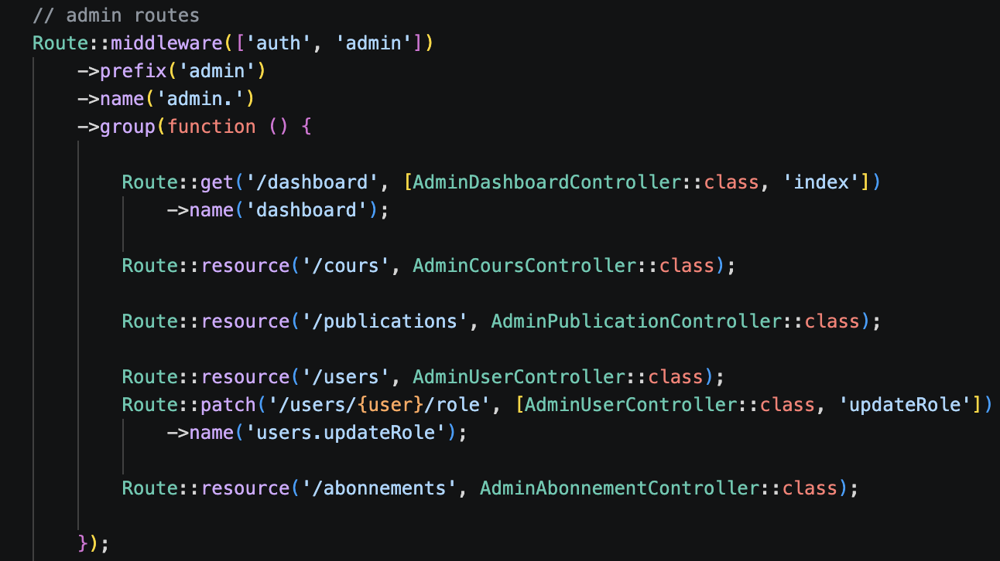 // admin routes
Route::middleware(['auth', 'admin'])
->prefix('admin')
->name('admin.')
->group(function () {
Route::get('/dashboard', [AdminDashboardController::class, 'index'])
->name('dashboard');
Route::resource('/cours', AdminCoursController::class);
Route::resource('/publications', AdminPublicationController::class);
Route::resource('/users', AdminUserController::class);
Route::patch('/users/{user}/role', [AdminUserController::class, 'updateRole'])
->name('users.updateRole');
Route::resource('/abonnements', AdminAbonnementController::class);
});